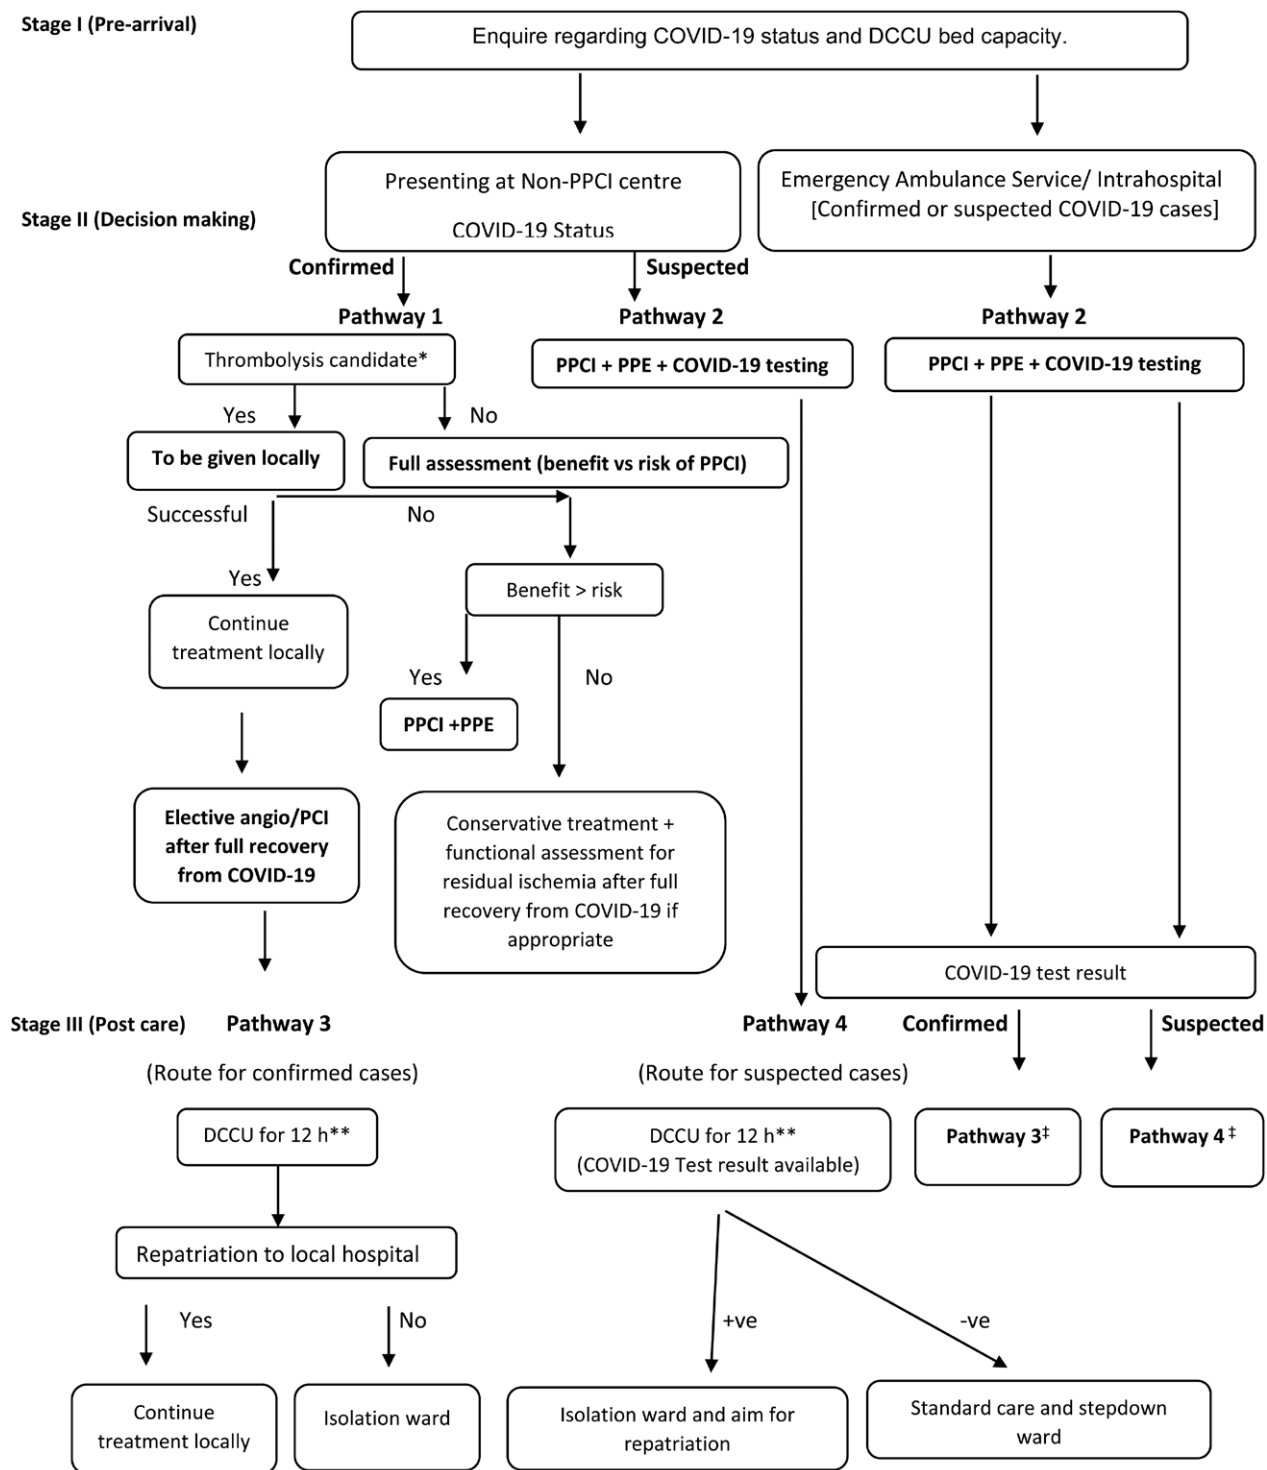 Stage I (Pre-arrival)
Enquire regarding COVID-19 status and DCCU bed capacity.
Presenting at Non-PPCI centre
COVID-19 Status
Emergency Ambulance Service/ Intrahospital
[Confirmed or suspected COVID-19 cases]
Stage II (Decision making)
Confirmed
Suspected
Pathway 1
Pathway 2
Pathway 2
Thrombolysis candidate*
PPCI + PPE + COVID-19 testing
PPCI + PPE + COVID-19 testing
Yes
No
To be given locally
Full assessment (benefit vs risk of PPCI)
Successful
No
Yes
Benefit > risk
Continue
treatment locally
Yes
No
PPCI +PPE
Elective angio/PCI
after full recovery
from COVID-19
Conservative treatment +
functional assessment for
residual ischemia after full
recovery from COVID-19 if
appropriate
COVID-19 test result
Stage III (Post care)
Pathway 3
Pathway 4
Confirmed
Suspected
(Route for confirmed cases)
(Route for suspected cases)
DCCU for 12 h**
DCCU for 12 h**
(COVID-19 Test result available)
Pathway 3‡
Pathway 4 ‡
Repatriation to local hospital
Yes
No
+ve
-ve
Continue
treatment locally
Isolation ward
Isolation ward and aim for
repatriation
Standard care and stepdown
ward